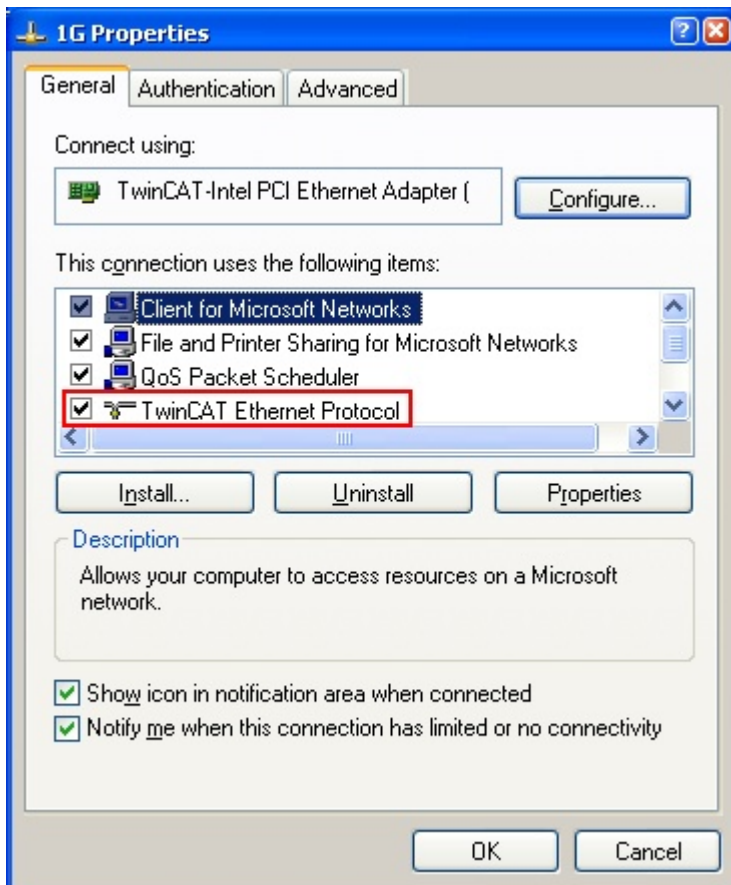 1G Properties
General
Authentication
Advanced
Connect using:
TwinCAT-Intel PCI Ethernet Adapter (
Configure...
This connection uses the following items:
Client for Microsoft Networks
File and Printer Sharing for Microsoft Networks
QoS Packet Scheduler
TwinCAT Ethernet Protocol
Install...
Uninstall
Properties
Description
Allows your computer to access resources on a Microsoft
network.
Show icon in notification area when connected
Notify me when this connection has limited or no connectivity
OK
Cancel